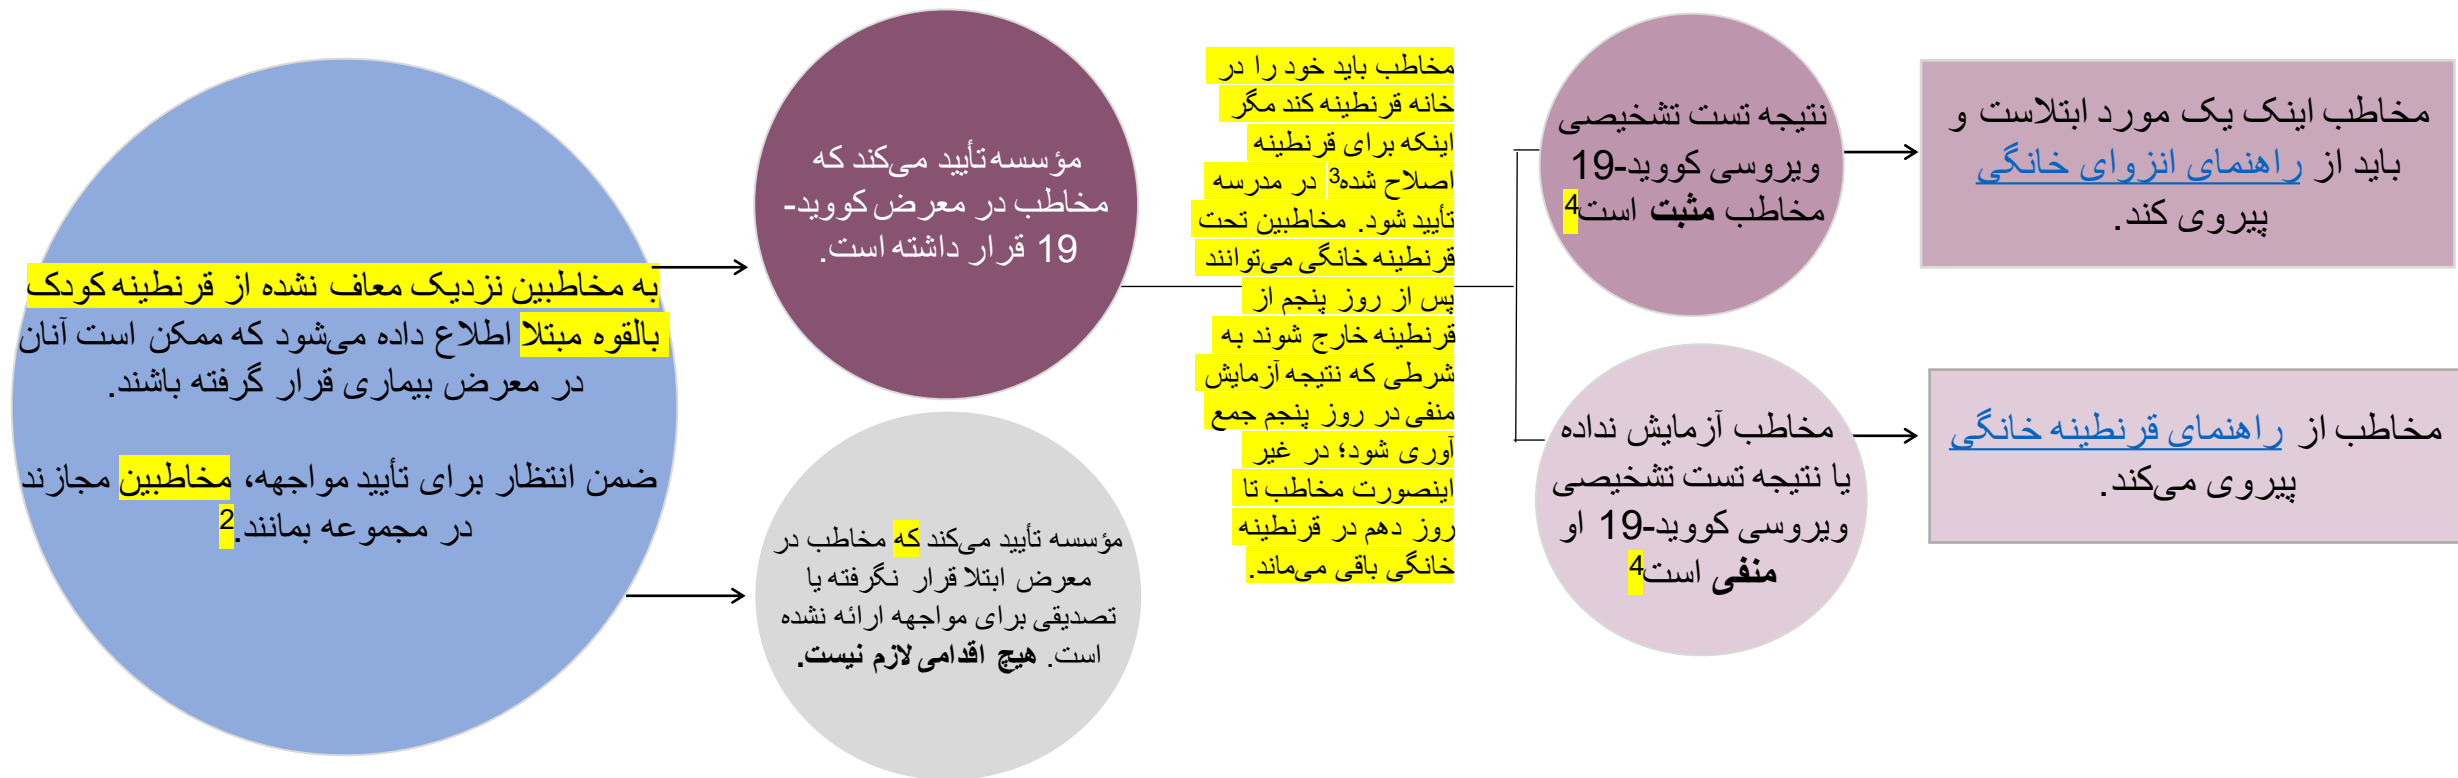 به مخاطبین نزدیک معاف نشده از قرنطینه کودک
بالقوه مبتلا اطلاع داده می‌شود که ممکن است آنان
در معرض بیماری قرار گرفته باشند.
ضمن انتظار برای تأیید مواجهه، مخاطبین مجازند
در مجموعه بمانند.2
مؤسسه تأیید می‌کند که
مخاطب در معرض کووید-
19 قرار داشته است.
مؤسسه تأیید می‌کند که مخاطب در
معرض ابتلا قرار نگرفته یا
تصدیقی برای مواجهه ارائه نشده
است. هیچ اقدامی لازم نیست.
مخاطب باید خود را در
خانه قرنطینه کند مگر
اینکه برای قرنطینه
اصلاح شده3 در مدرسه
تأیید شود. مخاطبین تحت
قرنطینه خانگی می‌توانند
پس از روز پنجم از
قرنطینه خارج شوند به
شرطی که نتیجه آزمایش
منفی در روز پنجم جمع
آوری شود؛ در غیر
اینصورت مخاطب تا
روز دهم در قرنطینه
خانگی باقی می‌ماند.
نتیجه تست تشخیصی
ویروسی کووید-19
مخاطب مثبت است4
مخاطب اینک یک مورد ابتلاست و
باید از راهنمای انزوای خانگی
پیروی کند.
مخاطب آزمایش نداده
یا نتیجه تست تشخیصی
ویروسی کووید-19 او
منفی است4
مخاطب از راهنمای قرنطینه خانگی
پیروی می‌کند.